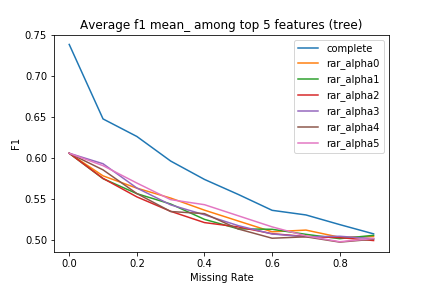 Average f1 mean_ among top 5 features (tree)
complete
rar_alpha0
rar_alpha1
rar_alpha2
rar_alpha3
rar_alpha4
rar_alpha5
F1
0.75
0.70
0.65
0.60
0.55
0.50
0.0 0.2 0.4 0.6 0.8
Missing Rate